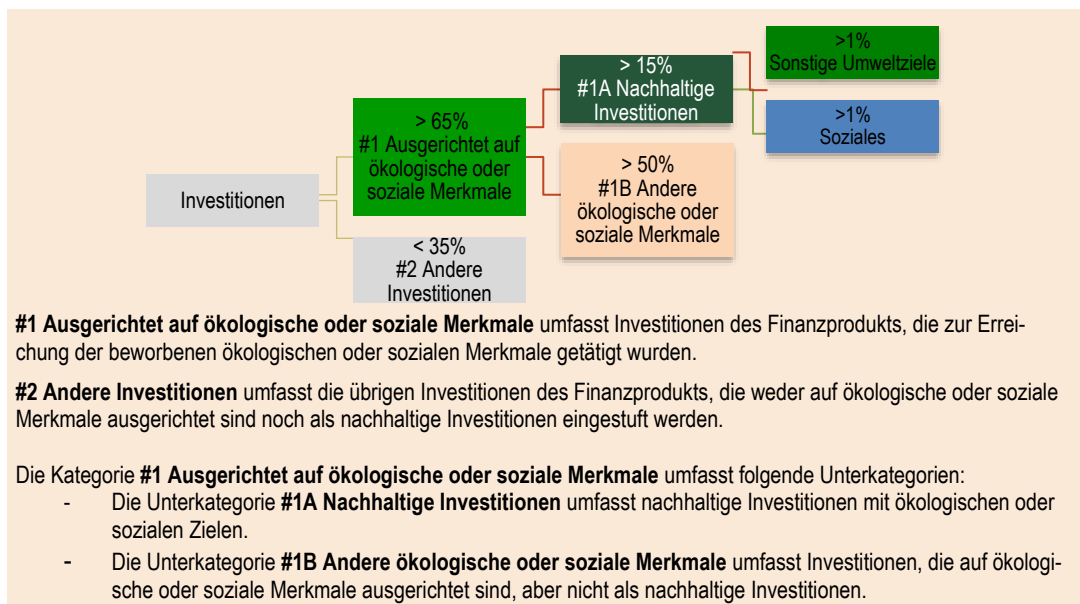 >1%
Sonstige Umweltziele
> 15%
#1A Nachhaltige
Investitionen
>1%
Soziales
> 65%
#1 Ausgerichtet auf
ökologische oder
soziale Merkmale
> 50%
#1B Andere
ökologische oder
soziale Merkmale
Investitionen
< 35%
#2 Andere
Investitionen
#1 Ausgerichtet auf ökologische oder soziale Merkmale umfasst Investitionen des Finanzprodukts, die zur Errei-
chung der beworbenen ökologischen oder sozialen Merkmale getätigt wurden.
#2 Andere Investitionen umfasst die übrigen Investitionen des Finanzprodukts, die weder auf ökologische oder soziale
Merkmale ausgerichtet sind noch als nachhaltige Investitionen eingestuft werden.
Die Kategorie #1 Ausgerichtet auf ökologische oder soziale Merkmale umfasst folgende Unterkategorien:
- Die Unterkategorie #1A Nachhaltige Investitionen umfasst nachhaltige Investitionen mit ökologischen oder
sozialen Zielen.
- Die Unterkategorie #1B Andere ökologische oder soziale Merkmale umfasst Investitionen, die auf ökologi-
sche oder soziale Merkmale ausgerichtet sind, aber nicht als nachhaltige Investitionen.